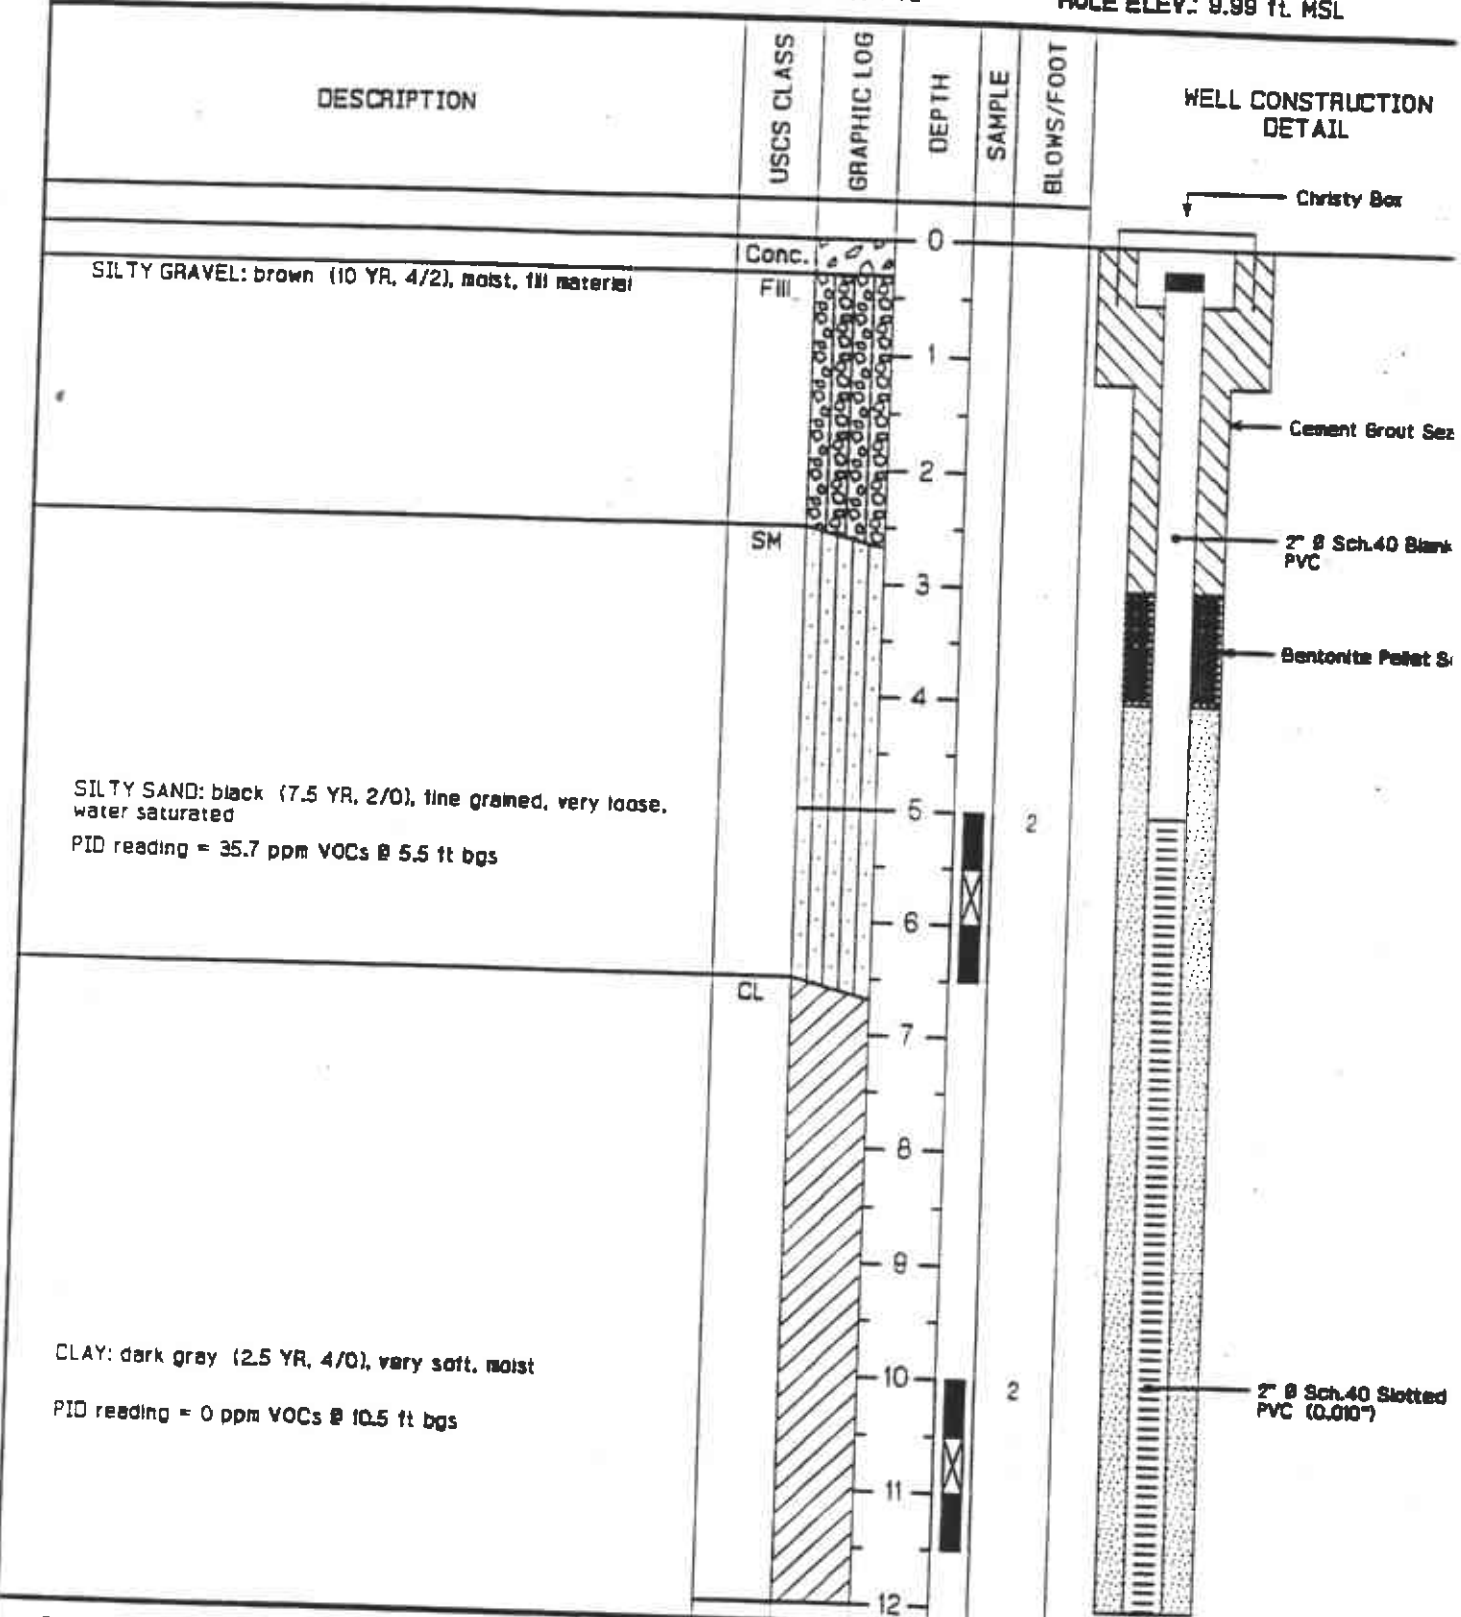 HOLE ELEV.: 9.99 ft. MSL
DESCRIPTION
USCS CLASS
GRAPHIC LOG
DEPTH
SAMPLE
BLOWS/FOOT
WELL CONSTRUCTION
DETAIL
Christy Box
0
Conc.
SILTY GRAVEL: brown (10 YR, 4/2), moist, fill material
Fill
1
Cement Grout
2
SM
2" Ø Sch.40 Blank
PVC
3
Bentonite Pellet
4
SILTY SAND: black (7.5 YR, 2/0), fine grained, very loose,
water saturated
5
2
PID reading = 35.7 ppm VOCs @ 5.5 ft bgs
6
CL
7
8
9
CLAY: dark gray (2.5 YR, 4/0), very soft, moist
10
2
2" Ø Sch.40 Slotted
PVC (0.010")
PID reading = 0 ppm VOCs @ 10.5 ft bgs
11
12